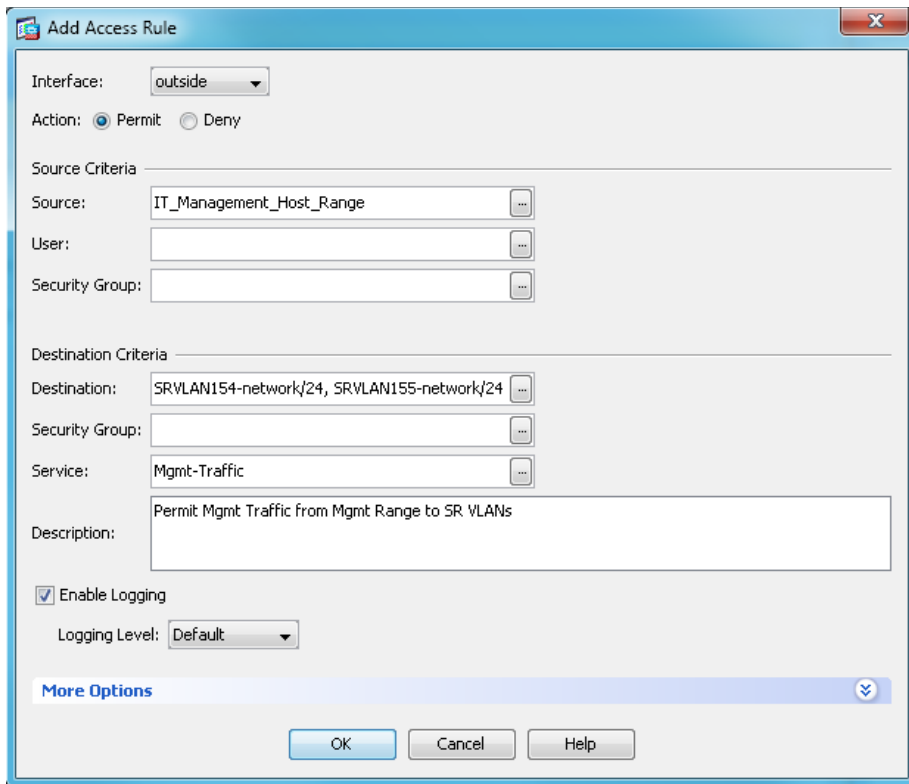 Add Access Rule
Interface: outside
Action: Permit Deny
Source Criteria
Source: IT_Management_Host_Range ...
User: ...
Security Group: ...
Destination Criteria
Destination: SRVLAN154-network/24, SRVLAN155-network/24 ...
Security Group: ...
Service: Mgmt-Traffic ...
Description: Permit Mgmt Traffic from Mgmt Range to SR VLANs
Enable Logging
Logging Level: Default
More Options
OK Cancel Help